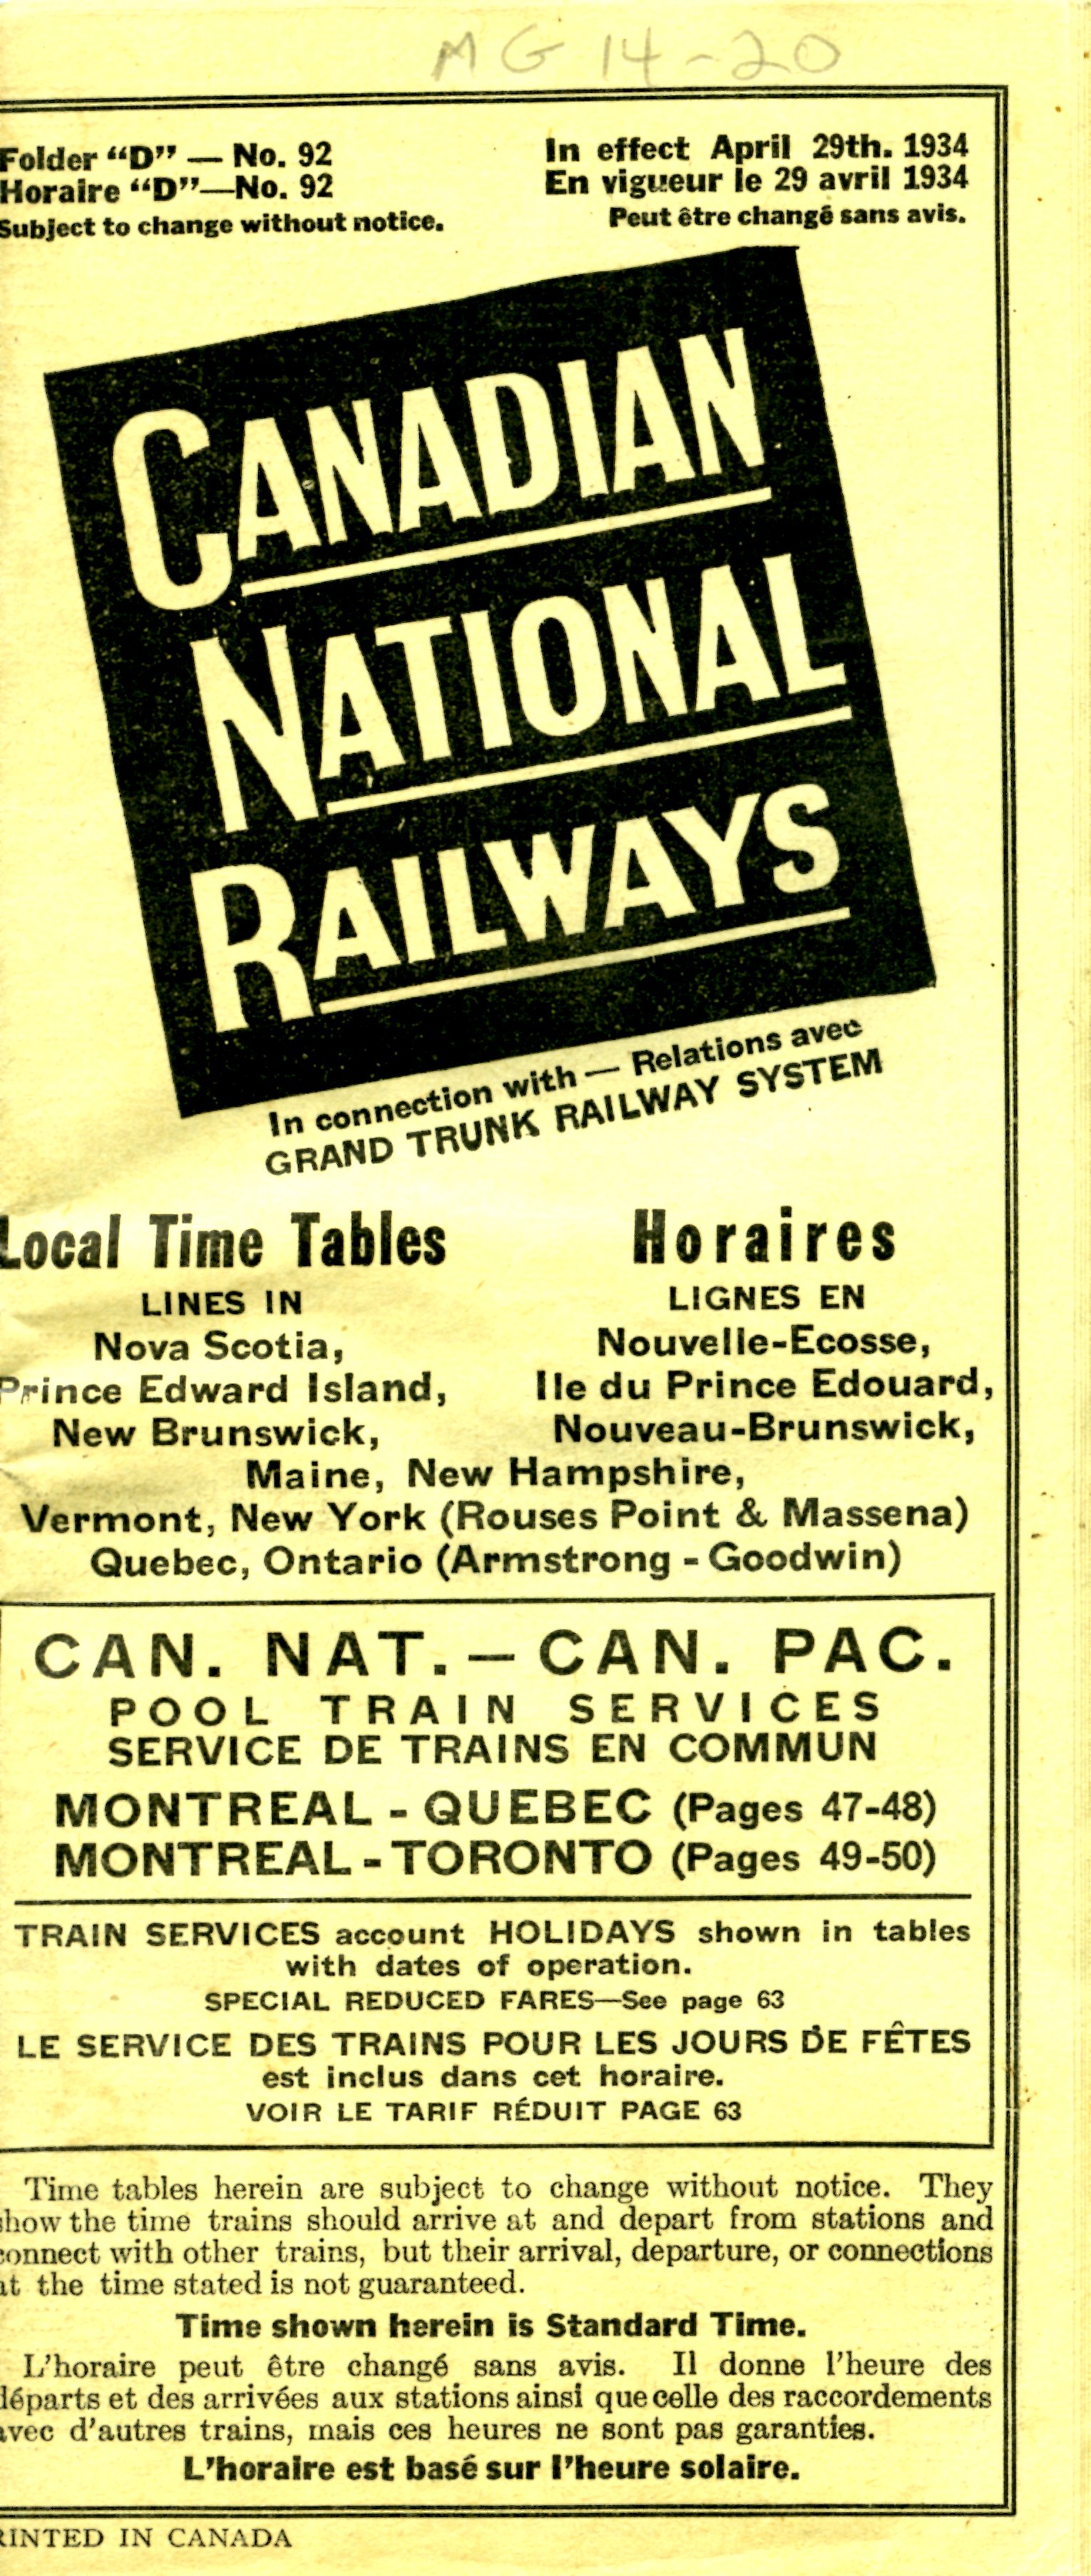 MG 14-20
Folder “D” — No. 92
Horaire “D”—No. 92
Subject to change without notice.
In effect April 29th. 1934
En vigueur le 29 avril 1934
Peut être changé sans avis.
CANADIAN
NATIONAL
RAILWAYS
In connection with — Relations avec
GRAND TRUNK RAILWAY SYSTEM
Local Time Tables
LINES IN
Nova Scotia,
Prince Edward Island,
New Brunswick,
Horaires
LIGNES EN
Nouvelle-Ecosse,
Ile du Prince Edouard,
Nouveau-Brunswick,
Maine, New Hampshire,
Vermont, New York (Rouses Point & Massena)
Quebec, Ontario (Armstrong - Goodwin)
CAN. NAT. — CAN. PAC.
POOL TRAIN SERVICES
SERVICE DE TRAINS EN COMMUN
MONTREAL - QUEBEC (Pages 47-48)
MONTREAL - TORONTO (Pages 49-50)
TRAIN SERVICES account HOLIDAYS shown in tables
with dates of operation.
SPECIAL REDUCED FARES—See page 63
LE SERVICE DES TRAINS POUR LES JOURS DE FÊTES
est inclus dans cet horaire.
VOIR LE TARIF RÉDUIT PAGE 63
Time tables herein are subject to change without notice. They
how the time trains should arrive at and depart from stations and
onnect with other trains, but their arrival, departure, or connections
at the time stated is not guaranteed.
Time shown herein is Standard Time.
L'horaire peut être changé sans avis. Il donne l'heure des
départs et des arrivées aux stations ainsi que celle des raccordements
avec d'autres trains, mais ces heures ne sont pas garanties.
L'horaire est basé sur l'heure solaire.
RINTED IN CANADA